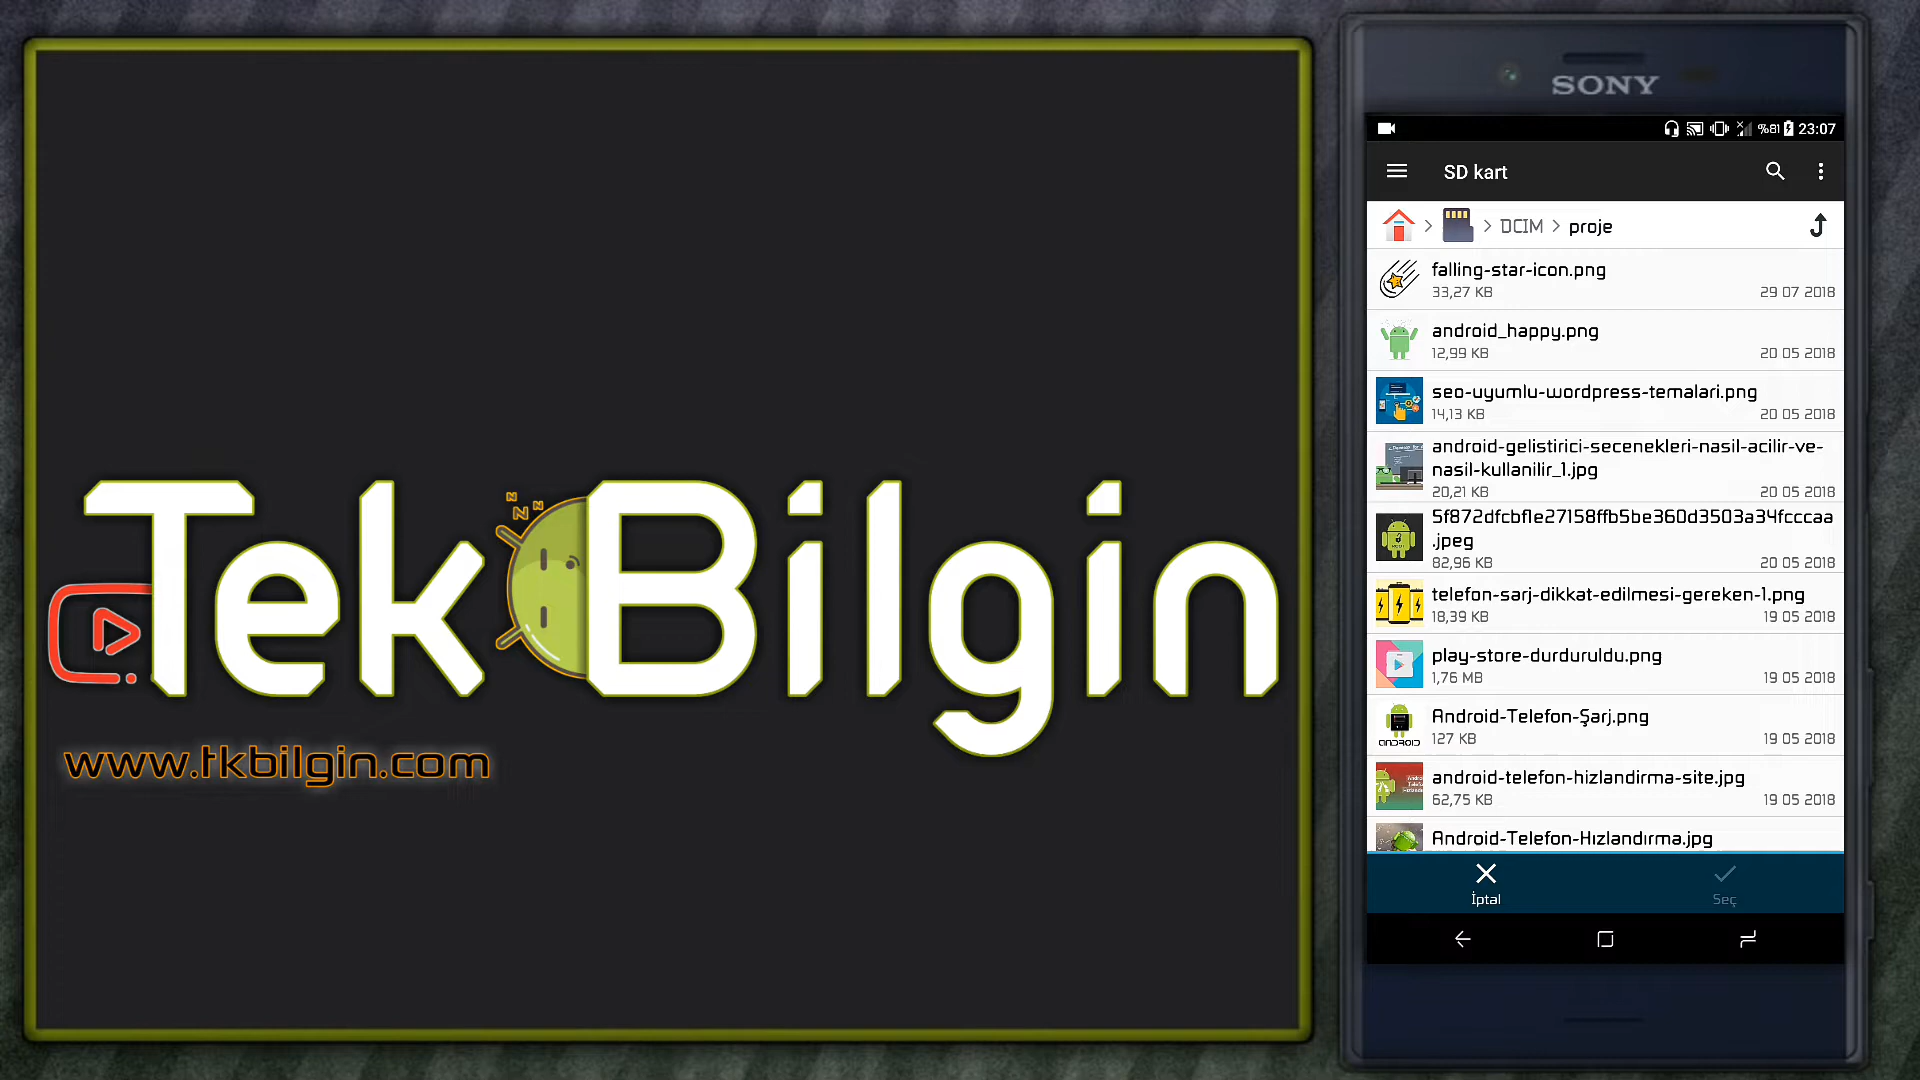 TekBilgin
www.tkbilgin.com
SONY
%81 23:07
SD kart
DCIM > proje
falling-star-icon.png
33,27 KB 29 07 2018
android_happy.png
12,99 KB 20 05 2018
seo-uyumlu-wordpress-temalari.png
14,13 KB 20 05 2018
android-gelistirici-secenekleri-nasil-acilir-ve-
nasil-kullanilir_1.jpg
20,21 KB 20 05 2018
5f872dfcbf1e27158ffb5be360d3503a34fcccaa
.jpeg
82,96 KB 20 05 2018
telefon-sarj-dikkat-edilmesi-gereken-1.png
18,39 KB 19 05 2018
play-store-durduruldu.png
1,76 MB 19 05 2018
Android-Telefon-Şarj.png
127 KB 19 05 2018
android-telefon-hizlandirma-site.jpg
62,75 KB 19 05 2018
Android-Telefon-Hızlandırma.jpg
İptal Seç